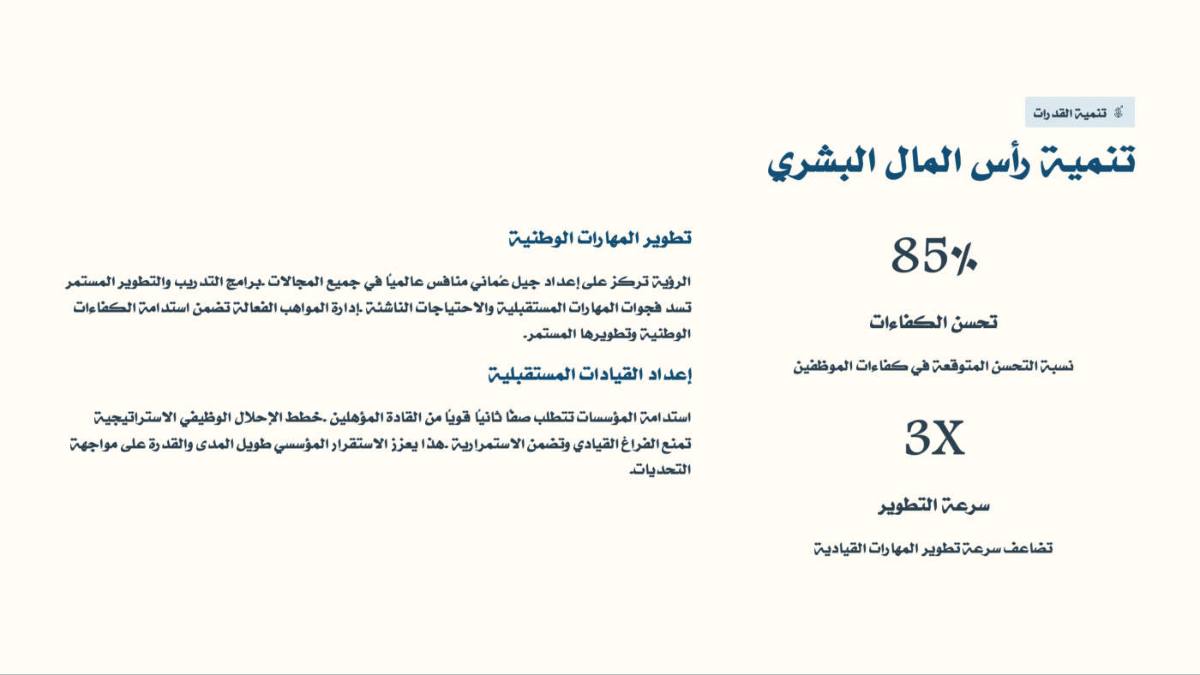 تنمية القدرات
تنمية رأس المال البشري
85%
تحسن الكفاءات
نسبة التحسن المتوقعة في كفاءات الموظفين
3X
سرعة التطوير
تضاعف سرعة تطوير المهارات القيادية
تطوير المهارات الوطنية
الرؤية تركز على إعداد جيل عُماني منافس عالميًا في جميع المجالات. برامج التدريب والتطوير المستمر
تسد فجوات المهارات المستقبلية والاحتياجات الناشئة. إدارة المواهب الفعالة تضمن استدامة الكفاءات
الوطنية وتطويرها المستمر.
إعداد القيادات المستقبلية
استدامة المؤسسات تتطلب صفًا ثانيًا قويًا من القادة المؤهلين. خطط الإحلال الوظيفي الاستراتيجية
تمنع الفراغ القيادي وتضمن الاستمرارية. هذا يعزز الاستقرار المؤسسي طويل المدى والقدرة على مواجهة
التحديات.